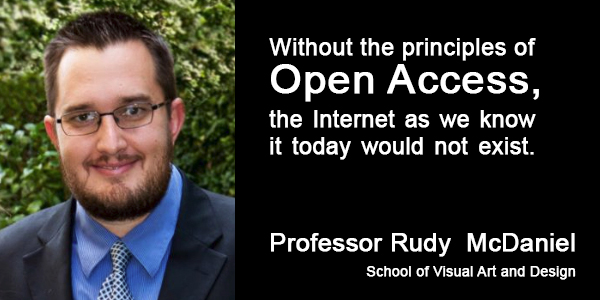 Without the principles of
Open Access,
the Internet as we know
it today would not exist.
Professor Rudy McDaniel
School of Visual Art and Design